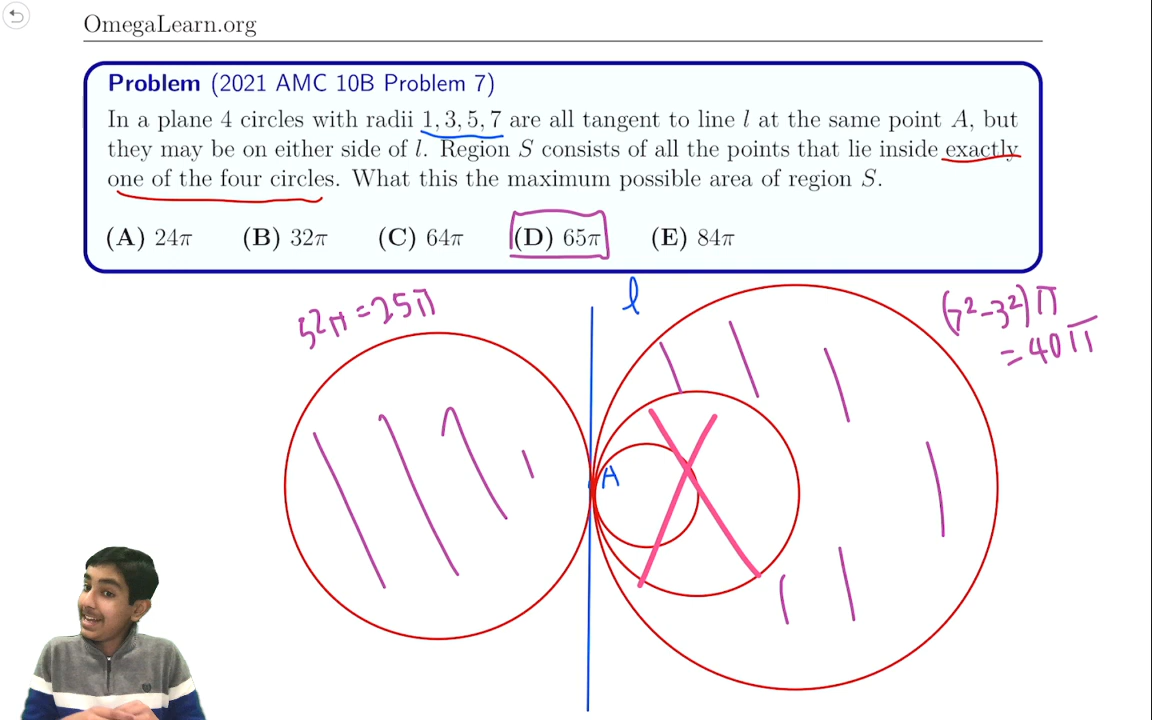 OmegaLearn.org
Problem (2021 AMC 10B Problem 7)
In a plane 4 circles with radii 1, 3, 5, 7 are all tangent to line l at the same point A, but
they may be on either side of l. Region S consists of all the points that lie inside exactly
one of the four circles. What this the maximum possible area of region S.
(A) 24π (B) 32π (C) 64π (D) 65π (E) 84π
l
5²π = 25π
(7²-3²)π
= 40π
A